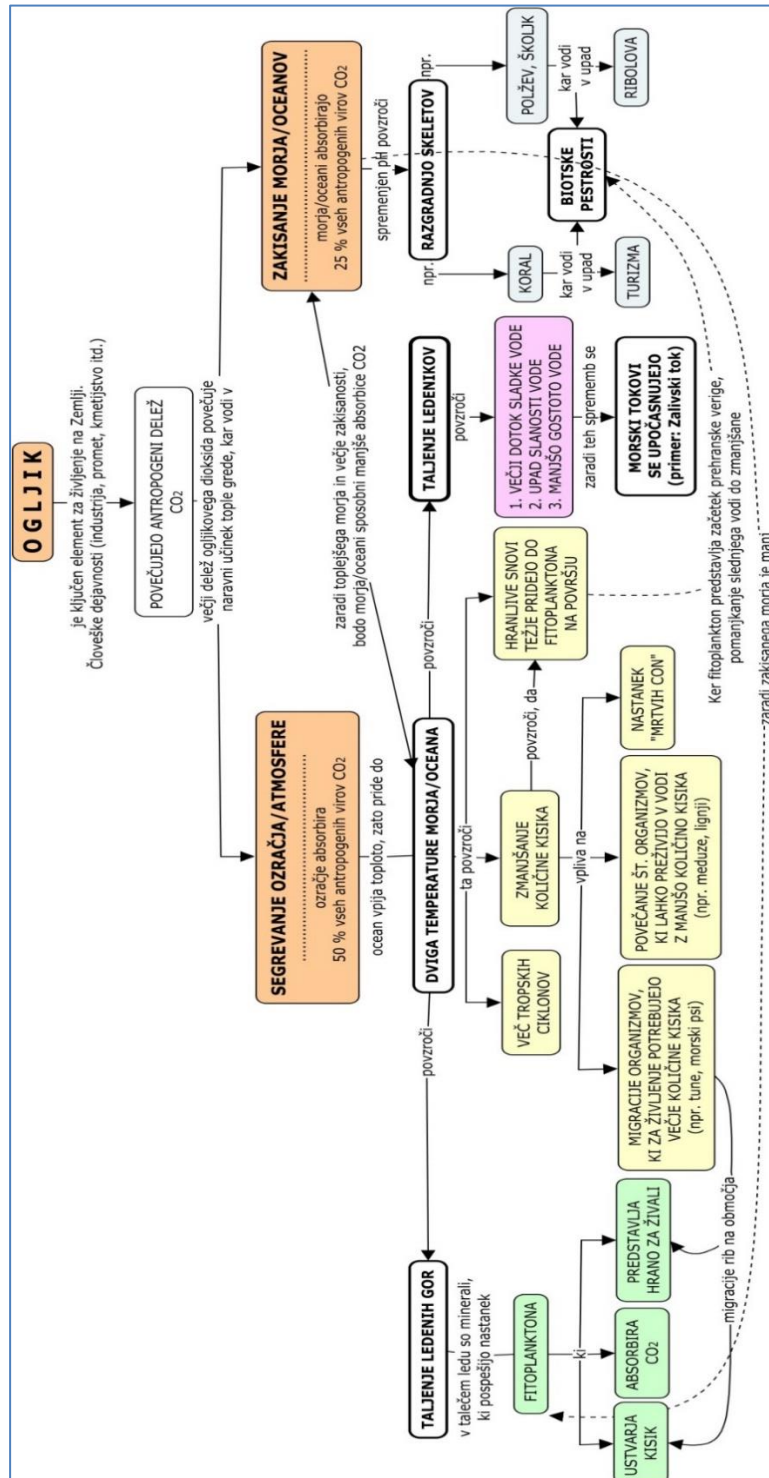 OGLJIK
je ključen element za življenje na Zemlji.
Človeške dejavnosti (industrija, promet, kmetijstvo itd.)
POVEČUJEJO ANTROPOGENI DELEŽ
CO2
večji delež ogljikovega dioksida povečuje
naravni učinek tople grede, kar vodi v
SEGREVANJE OZRAČJA/ATMOSFERE
ozračje absorbira
50 % vseh antropogenih virov CO2
ZAKISANJE MORJA/OCEANOV
morja/oceani absorbirajo
25 % vseh antropogenih virov CO2
ocean vpija toploto, zato pride do
zaradi toplejšega morja in večje zakisanosti,
bodo morja/oceani sposobni manjše absorbice CO2
spremenjen pH povzroči
DVIGA TEMPERATURE MORJA/OCEANA
RAZGRADNJO SKELETOV
npr.
npr.
KORAL
POLŽEV, ŠKOLJK
kar vodi
v upad
kar vodi
v upad
BIOTSKE
PESTROSTI
TURIZMA
RIBOLOVA
povzroči
ta povzroči
povzroči
TALJENJE LEDENIH GOR
TALJENJE LEDENIKOV
v talečem ledu so minerali,
ki pospešijo nastanek
povzroči
VEČ TROPSKIH
CIKLONOV
ZMANJŠANJE
KOLIČINE KISIKA
povzroči, da
HRANLJIVE SNOVI
TEŽJE PRIDEJO DO
FITOPLANKTONA
NA POVRŠJU
1. VEČJI DOTOK SLADKE VODE
2. UPAD SLANOSTI VODE
3. MANJŠO GOSTOTO VODE
zaradi teh sprememb se
MORSKI TOKOVI
SE UPOČASNUJEJO
(primer: Zalivski tok)
FITOPLANKTONA
ki
vpliva na
USTVARJA
KISIK
ABSORBIRA
CO2
PREDSTAVLJA
HRANO ZA ŽIVALI
MIGRACIJE ORGANIZMOV,
KI ZA ŽIVLJENJE POTREBUJEJO
VEČJE KOLIČINE KISIKA
(npr. tune, morski psi)
POVEČANJE ŠT. ORGANIZMOV,
KI LAHKO PREŽIVIJO V VODI
Z MANJŠO KOLIČINO KISIKA
(npr. meduze, lignji)
NASTANEK
"MRTVIH CON"
migracije rib na območja
Ker fitoplankton predstavlja začetek prehranske verige,
pomanjkanje slednjega vodi do zmanjšane
zaradi zakisanega morja je manj